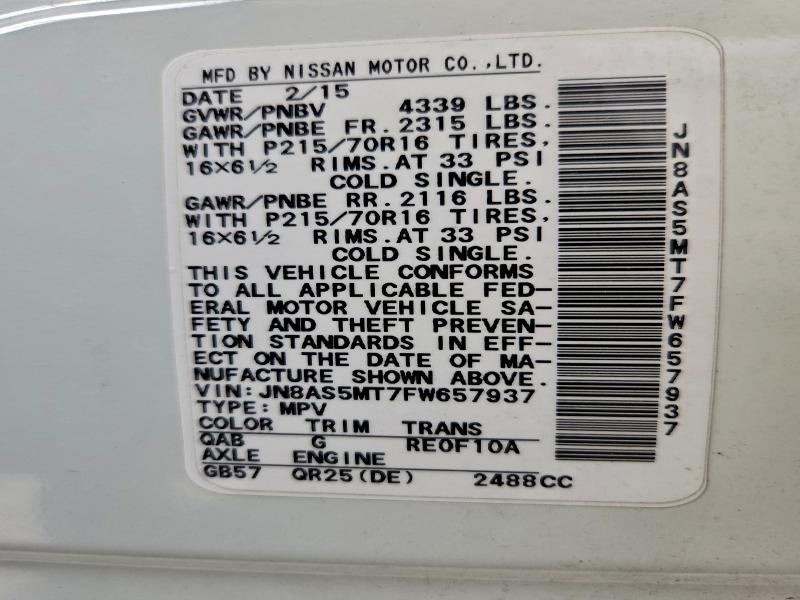 MFD BY NISSAN MOTOR CO.,LTD.
DATE 2/15
GVWR/PNBV 4339 LBS.
GAWR/PNBE FR.2315 LBS.
WITH P215/70R16 TIRES,
16×6½ RIMS.AT 33 PSI
COLD SINGLE.
GAWR/PNBE RR.2116 LBS.
WITH P215/70R16 TIRES,
16×6½ RIMS.AT 33 PSI
COLD SINGLE.
THIS VEHICLE CONFORMS
TO ALL APPLICABLE FED-
ERAL MOTOR VEHICLE SA-
FETY AND THEFT PREVEN-
TION STANDARDS IN EFF-
ECT ON THE DATE OF MA-
NUFACTURE SHOWN ABOVE.
VIN:JN8AS5MT7FW657937
TYPE:MPV
COLOR TRIM TRANS
QAB G RE0F10A
AXLE ENGINE
GB57 QR25(DE) 2488CC
JN8AS5MT7FW657937